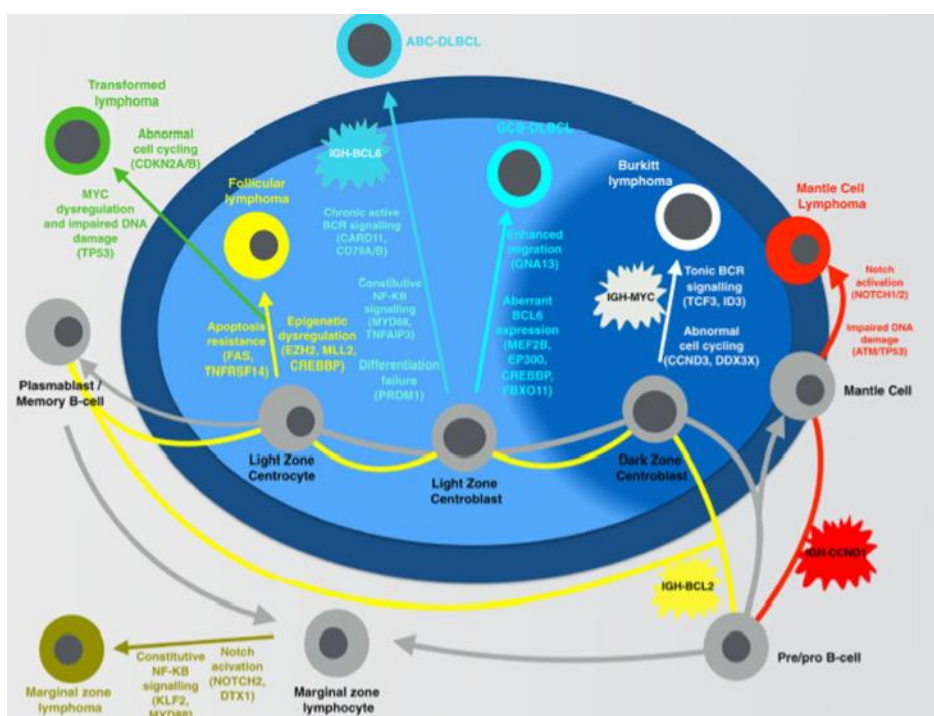 ABC-DLBCL
Transformed
lymphoma
Abnormal
cell cycling
(CDKN2A/B)
MYC
dysregulation
and impaired DNA
damage
(TP53)
Follicular
lymphoma
IGH-BCL6
GCB-DLBCL
Burkitt
lymphoma
Mantle Cell
Lymphoma
Chronic active
BCR signalling
(CARD11,
CD79A/B)
Enhanced
migration
(GNA13)
IGH-MYC
Tonic BCR
signalling
(TCF3, ID3)
Notch
activation
(NOTCH1/2)
Constitutive
NF-KB
signalling
(MYD88,
TNFAIP3)
Aberrant
BCL6
expression
(MEF2B,
EP300,
CREBBP,
FBXO11)
Apoptosis
resistance
(FAS,
TNFRSF14)
Epigenetic
dysregulation
(EZH2, MLL2,
CREBBP)
Abnormal
cell cycling
(CCND3, DDX3X)
Impaired DNA
damage
(ATM/TP53)
Differentiation
failure
(PRDM1)
Plasmablast /
Memory B-cell
Mantle Cell
Light Zone
Centrocyte
Light Zone
Centroblast
Dark Zone
Centroblast
IGH-CCND1
IGH-BCL2
Pre/pro B-cell
Marginal zone
lymphoma
Constitutive
NF-KB
signalling
(KLF2,
MYD88)
Notch
acivation
(NOTCH2,
DTX1)
Marginal zone
lymphocyte